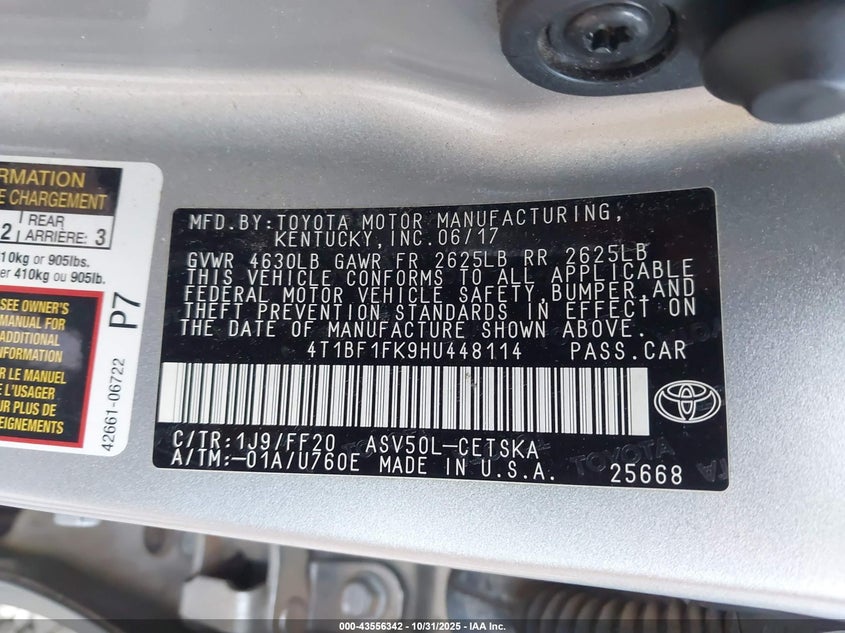 RMATION
E CHARGEMENT
2 REAR ARRIÈRE: 3
10kg or 905lbs.
er 410kg ou 905lb.
SEE OWNER'S
MANUAL FOR
ADDITIONAL
INFORMATION
R LE MANUEL
L'USAGER
UR PLUS DE
EIGNEMENTS
P7
42661-06722
MFD.BY:TOYOTA MOTOR MANUFACTURING,
KENTUCKY, INC.06/17
GVWR 4630LB GAWR FR 2625LB RR 2625LB
THIS VEHICLE CONFORMS TO ALL APPLICABLE
FEDERAL MOTOR VEHICLE SAFETY,BUMPER,AND
THEFT PREVENTION STANDARDS IN EFFECT ON
THE DATE OF MANUFACTURE SHOWN ABOVE.
4T1BF1FK9HU448114 PASS.CAR
TOYOTA
C/TR:1J9/FF20 ASV50L-CETSKA
A/TM:-01A/U760E MADE IN U.S.A.
25668
000-43556342 - 10/31/2025 - IAA Inc.